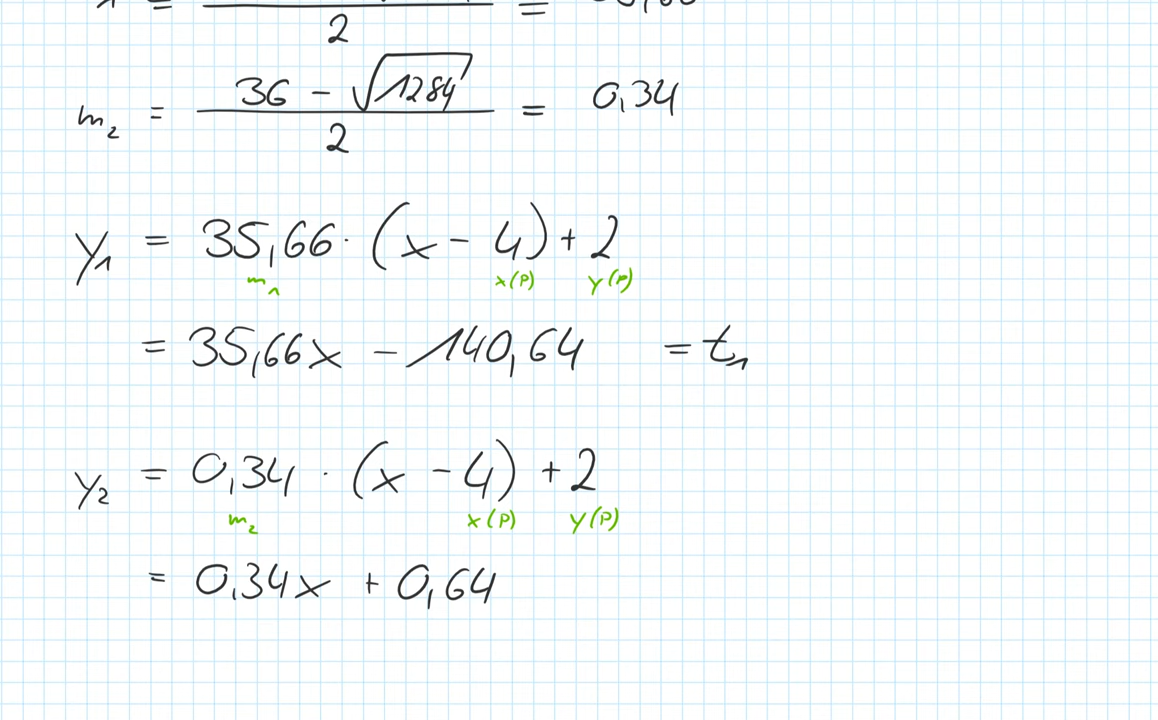 2 =
m₂ = (36 − √1284) / 2 = 0,34
y₁ = 35,66 · (x − 4) + 2
m₁ x(P) y(P)
= 35,66x − 140,64 = t₁
y₂ = 0,34 · (x − 4) + 2
m₂ x(P) y(P)
= 0,34x + 0,64